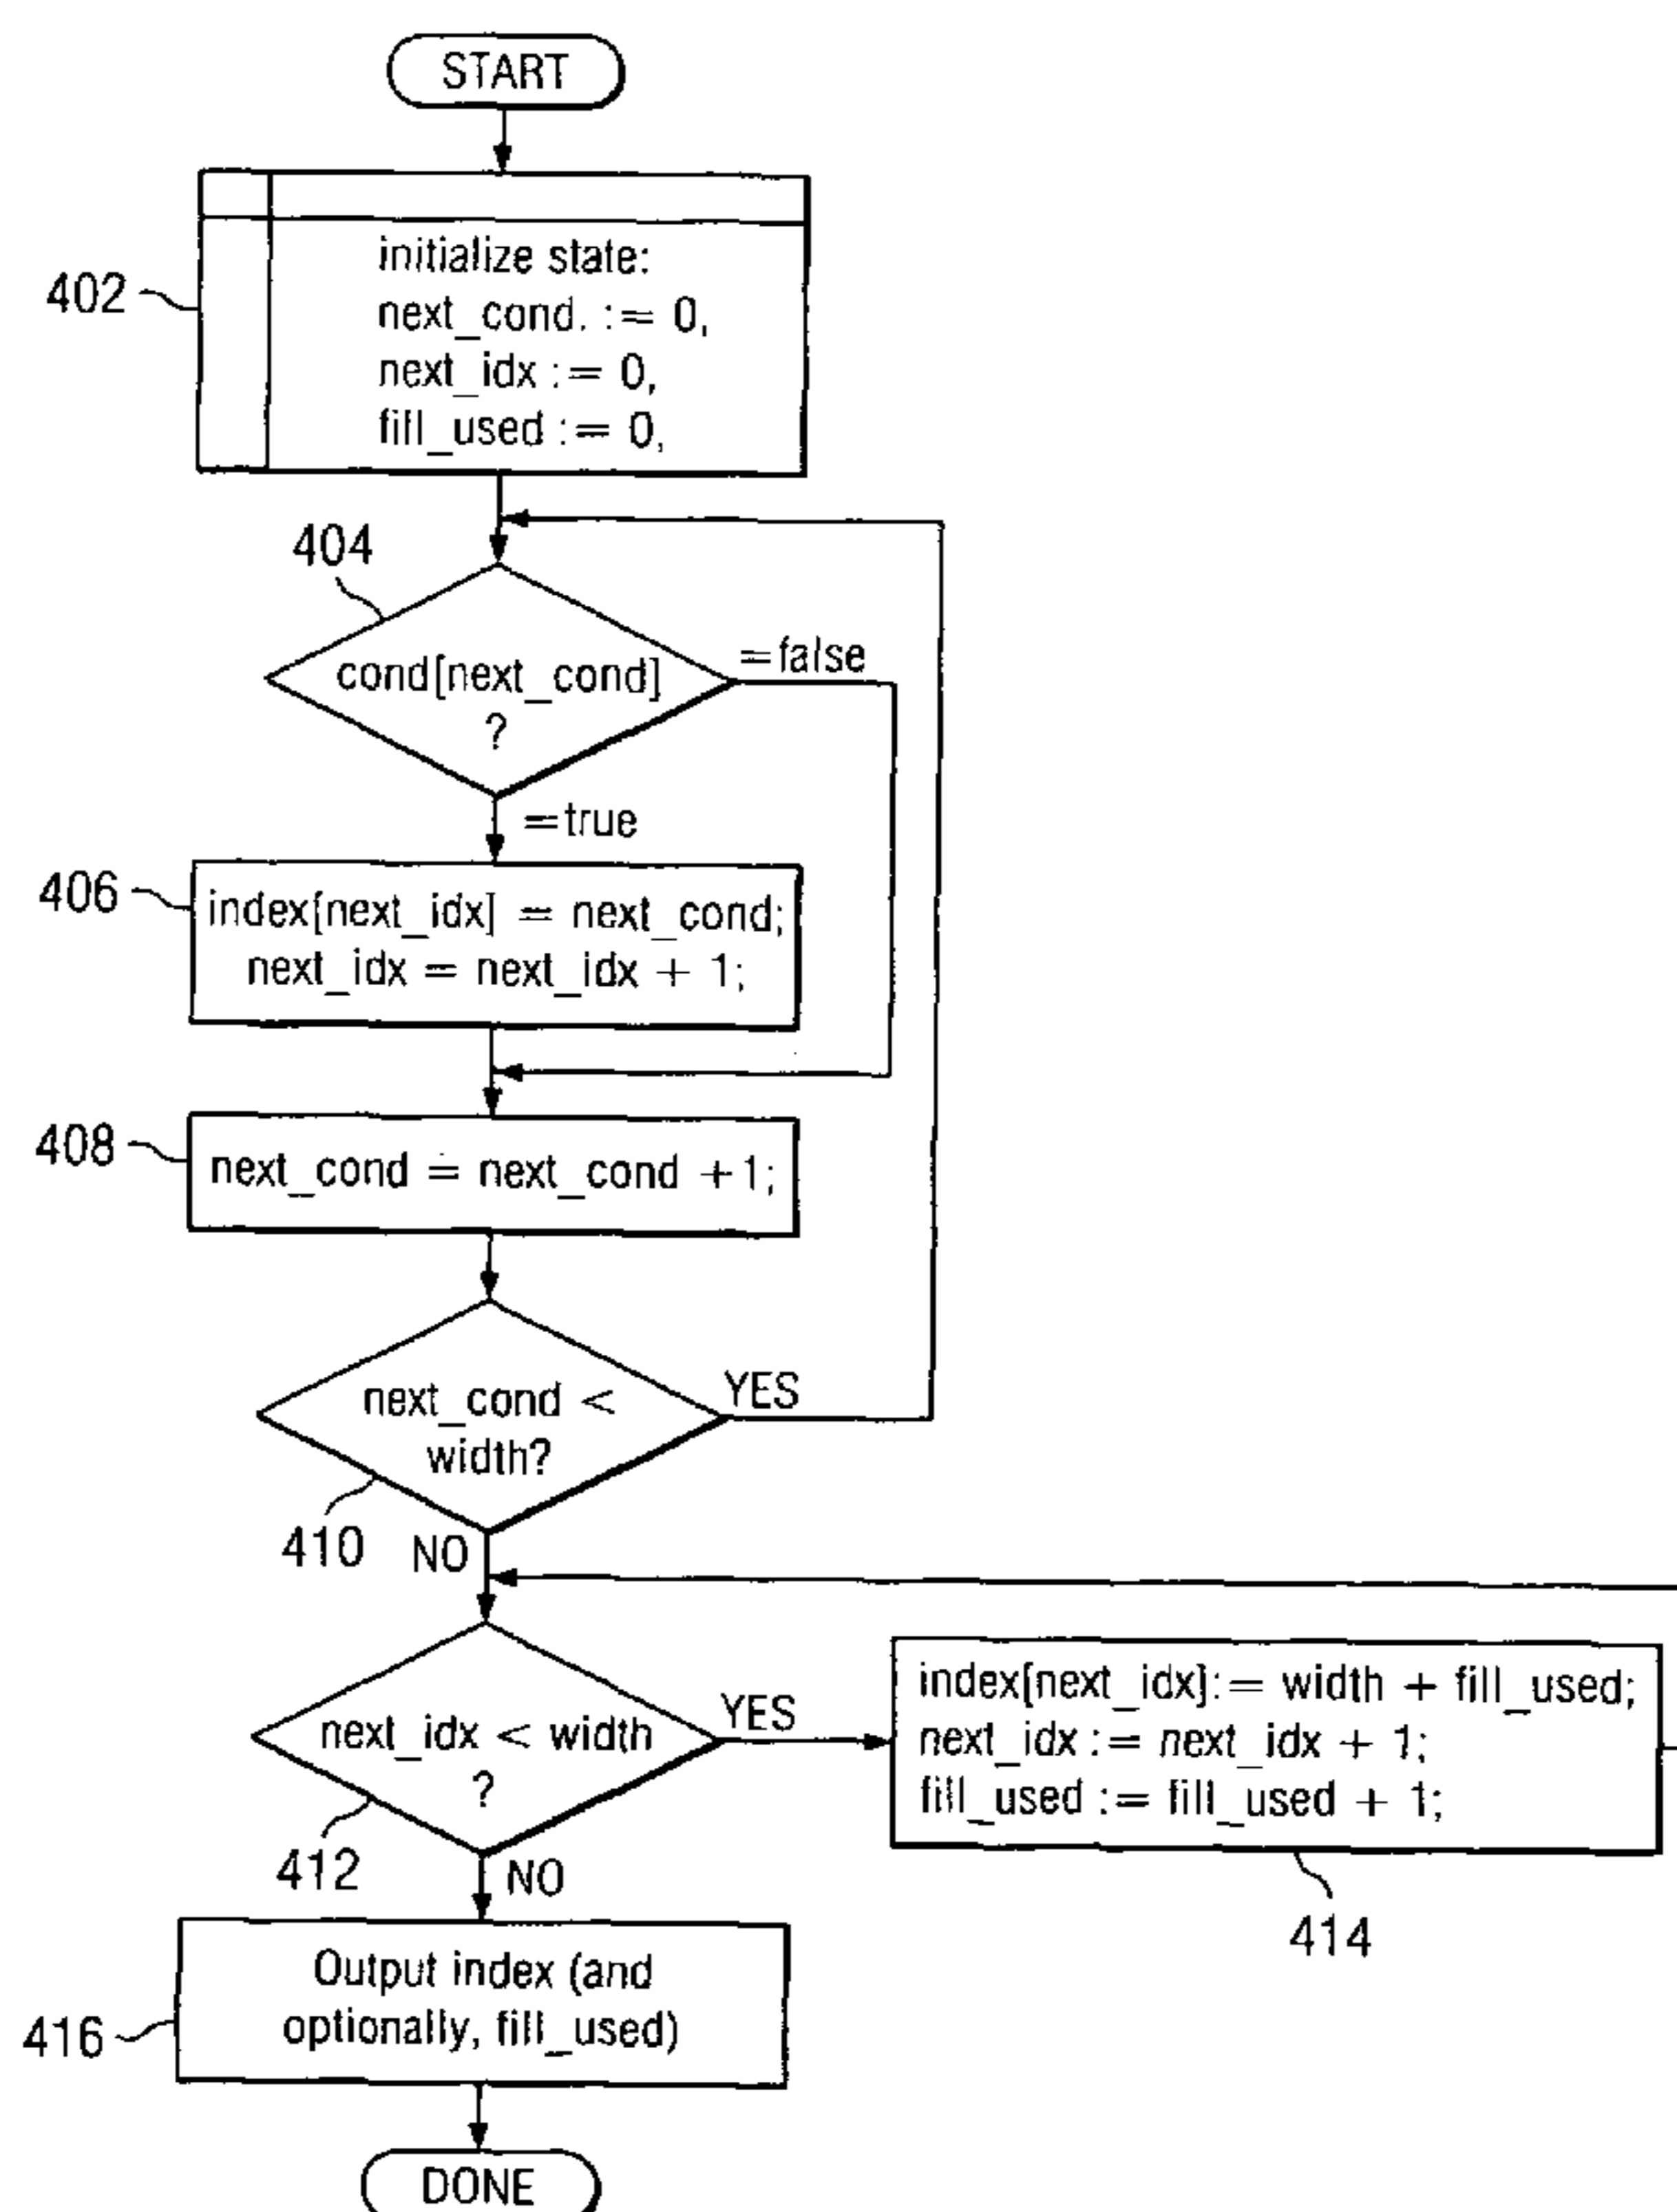 START
402
initialize state:
next_cond. := 0,
next_idx := 0,
fill_used := 0,
404
cond[next_cond]
?
=false
=true
406
index[next_idx] = next_cond;
next_idx = next_idx + 1;
408
next_cond = next_cond +1;
next_cond <
width?
YES
410
NO
next_idx < width
?
YES
412
NO
index[next_idx]:= width + fill_used;
next_idx := next_idx + 1;
fill_used := fill_used + 1;
414
416
Output index (and
optionally, fill_used)
DONE